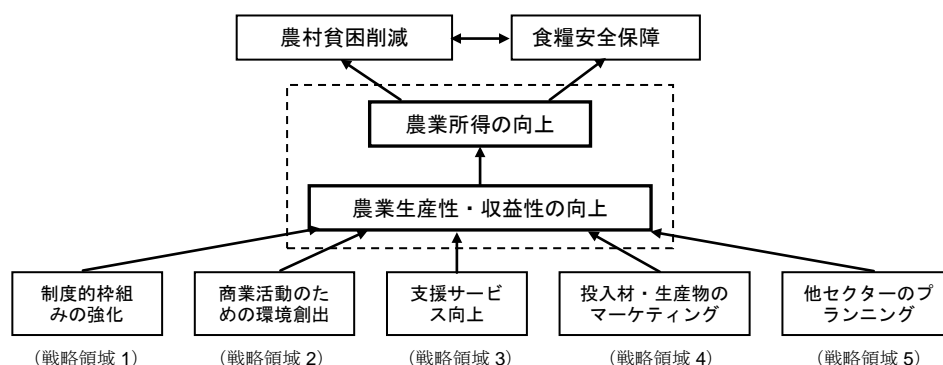 農村貧困削減
食糧安全保障
農業所得の向上
農業生産性・収益性の向上
制度的枠組
みの強化
商業活動のた
めの環境創出
支援サービ
ス向上
投入材・生産物の
マーケティング
他セクターのプ
ランニング
（戦略領域 1）
（戦略領域 2）
（戦略領域 3）
（戦略領域 4）
（戦略領域 5）